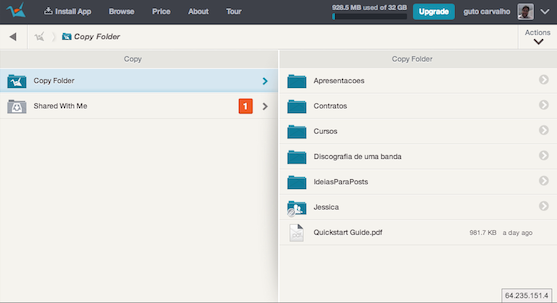 Install App Browse Price About Tour 928.5 MB used of 32 GB Upgrade guto carvalho
Copy Folder Actions
Copy Copy Folder
Copy Folder
Shared With Me 1
Apresentacoes
Contratos
Cursos
Discografia de uma banda
IdeiasParaPosts
Jessica
Quickstart Guide.pdf 981.7 KB a day ago
64.235.151.4